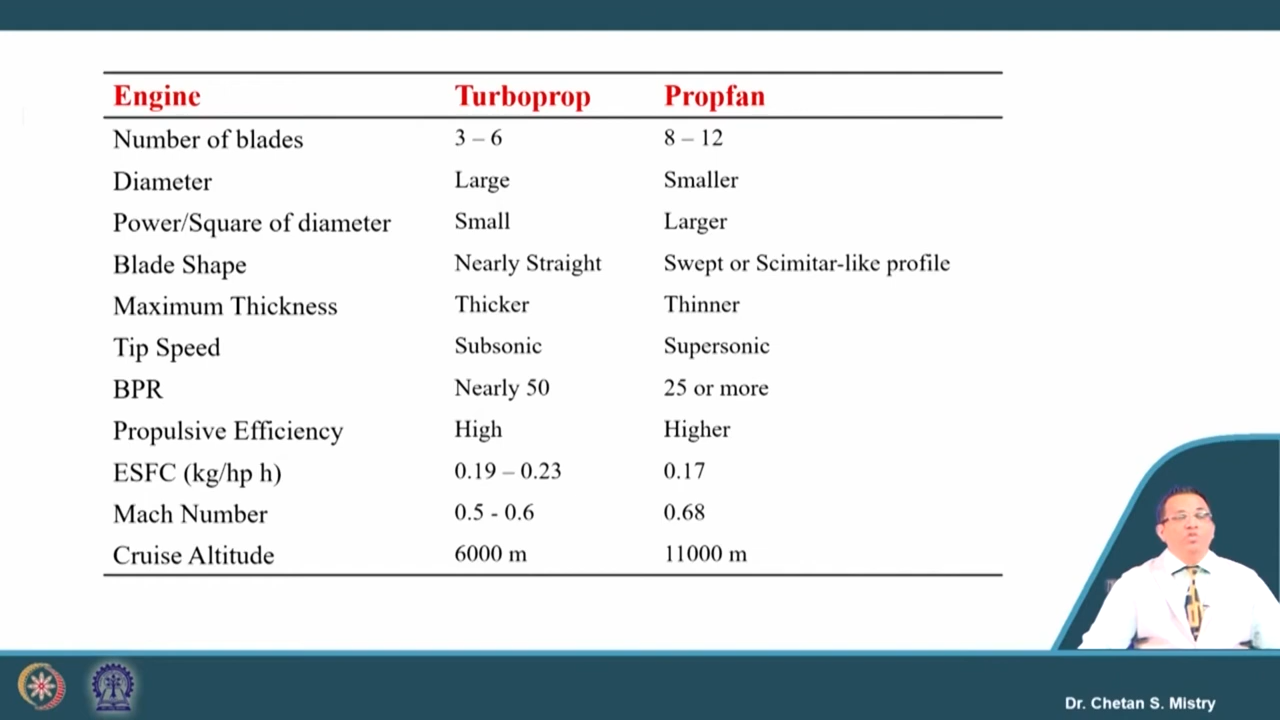 Engine Turboprop Propfan
Number of blades 3 – 6 8 – 12
Diameter Large Smaller
Power/Square of diameter Small Larger
Blade Shape Nearly Straight Swept or Scimitar-like profile
Maximum Thickness Thicker Thinner
Tip Speed Subsonic Supersonic
BPR Nearly 50 25 or more
Propulsive Efficiency High Higher
ESFC (kg/hp h) 0.19 – 0.23 0.17
Mach Number 0.5 - 0.6 0.68
Cruise Altitude 6000 m 11000 m
Dr. Chetan S. Mistry